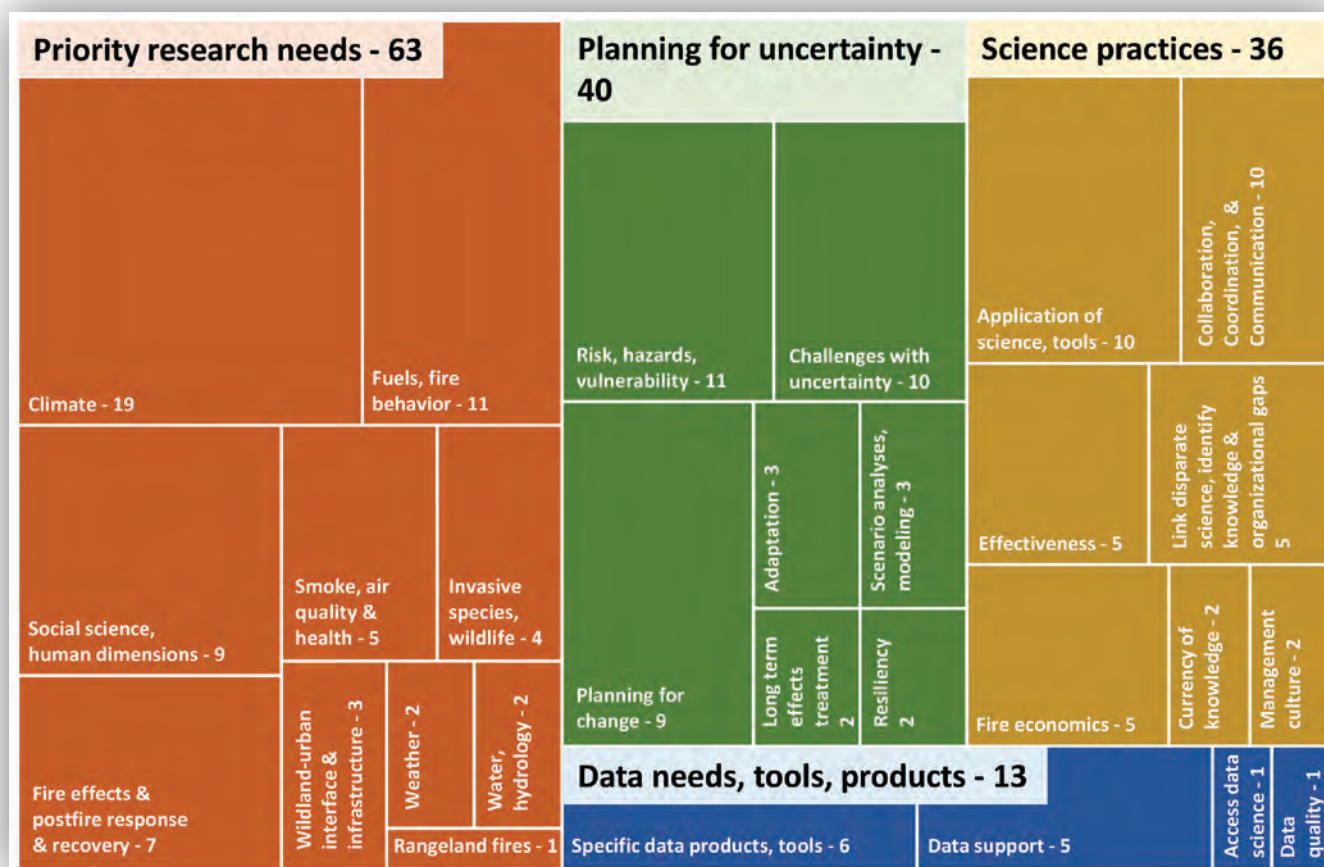 Priority research needs - 63
Climate - 19
Fuels, fire
behavior - 11
Social science,
human dimensions - 9
Smoke, air
quality &
health - 5
Invasive
species,
wildlife - 4
Fire effects &
postfire response
& recovery - 7
Wildland-urban
interface &
infrastructure - 3
Weather - 2
Water,
hydrology - 2
Rangeland fires - 1
Planning for uncertainty -
40
Risk, hazards,
vulnerability - 11
Challenges with
uncertainty - 10
Planning for
change - 9
Adaptation - 3
Scenario analyses,
modeling - 3
Long term
effects
treatment
2
Resiliency
2
Science practices - 36
Application of
science, tools - 10
Collaboration,
Coordination, &
Communication - 10
Effectiveness - 5
Link disparate
science, identify
knowledge &
organizational gaps
5
Fire economics - 5
Currency of
knowledge - 2
Management
culture - 2
Data needs, tools, products - 13
Specific data products, tools - 6
Data support - 5
Access data
science - 1
Data
quality - 1